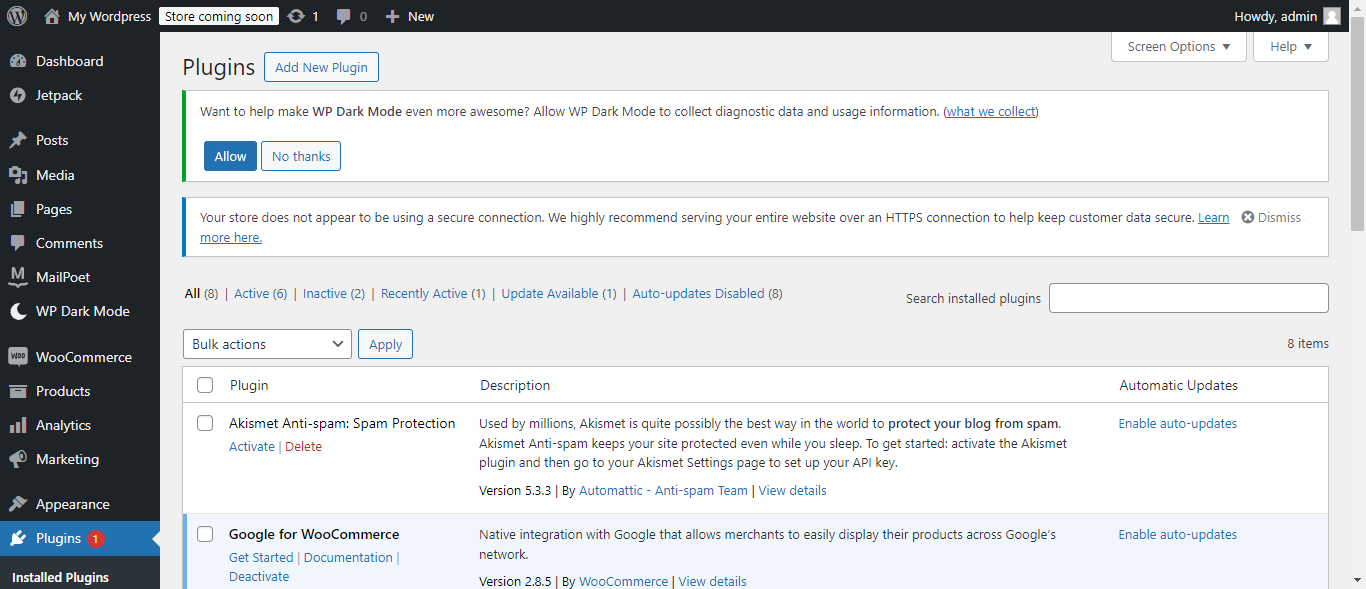 My Wordpress Store coming soon 1 0 New Howdy, admin
Dashboard
Jetpack
Posts
Media
Pages
Comments
MailPoet
WP Dark Mode
WooCommerce
Products
Analytics
Marketing
Appearance
Plugins 1
Installed Plugins
Screen Options Help
Plugins Add New Plugin
Want to help make WP Dark Mode even more awesome? Allow WP Dark Mode to collect diagnostic data and usage information. (what we collect)
Allow No thanks
Your store does not appear to be using a secure connection. We highly recommend serving your entire website over an HTTPS connection to help keep customer data secure. Learn
more here.
Dismiss
All (8) | Active (6) | Inactive (2) | Recently Active (1) | Update Available (1) | Auto-updates Disabled (8)
Search installed plugins
Bulk actions Apply 8 items
Plugin Description Automatic Updates
Akismet Anti-spam: Spam Protection
Activate | Delete
Used by millions, Akismet is quite possibly the best way in the world to protect your blog from spam.
Akismet Anti-spam keeps your site protected even while you sleep. To get started: activate the Akismet
plugin and then go to your Akismet Settings page to set up your API key.
Version 5.3.3 | By Automattic - Anti-spam Team | View details
Enable auto-updates
Google for WooCommerce
Get Started | Documentation |
Deactivate
Native integration with Google that allows merchants to easily display their products across Google's
network.
Version 2.8.5 | By WooCommerce | View details
Enable auto-updates